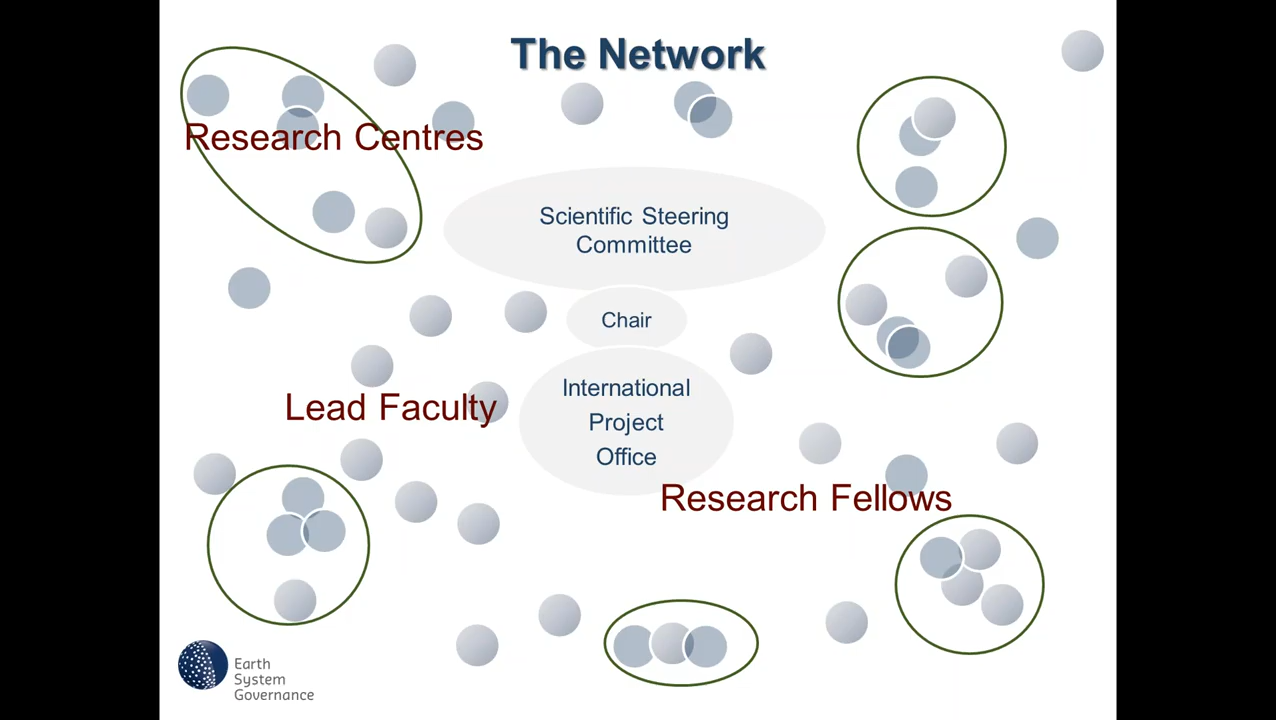 The Network
Research Centres
Scientific Steering
Committee
Chair
International
Project
Office
Lead Faculty
Research Fellows
Earth
System
Governance